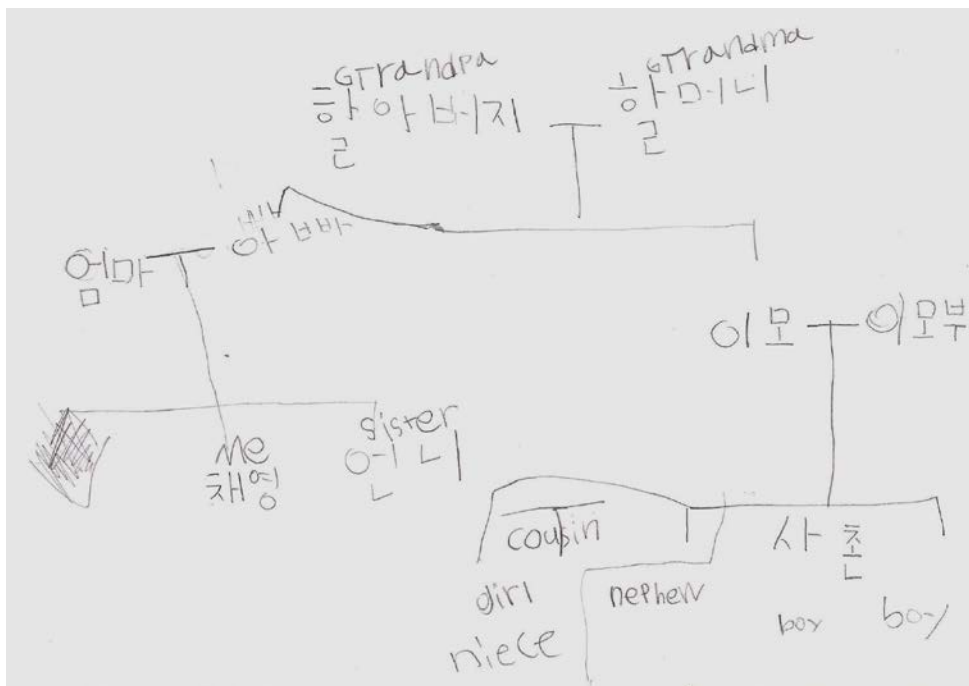 Grandpa Grandma
할아버지 할머니
엄마 아빠
이모 이모부
Me sister
채영 언니
cousin 사촌
girl nephew boy boy
niece